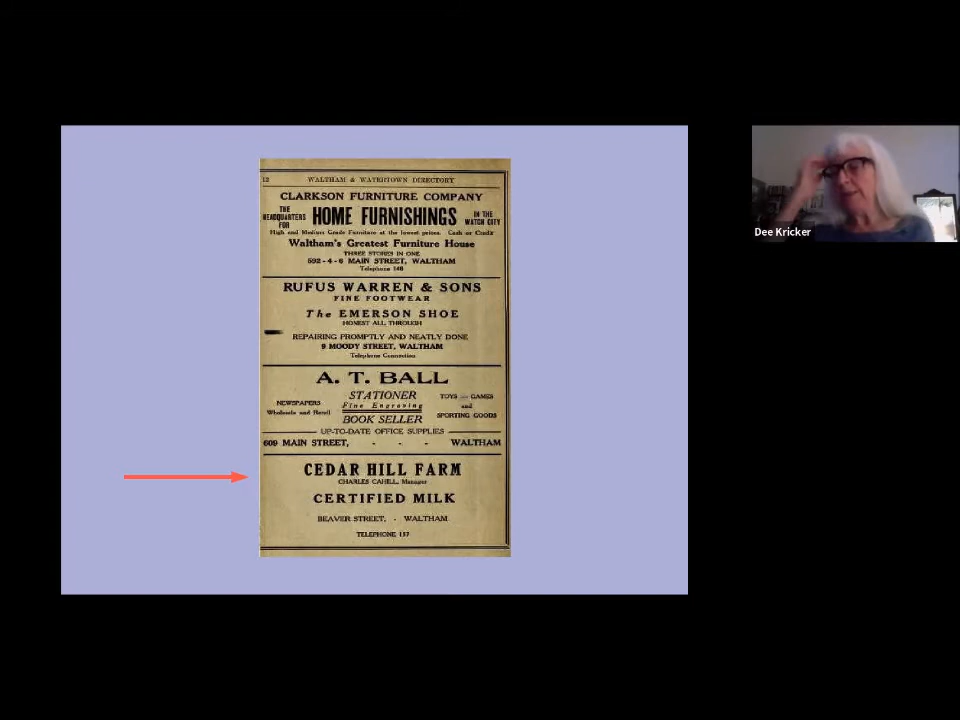 12 WALTHAM & WATERTOWN DIRECTORY
CLARKSON FURNITURE COMPANY
THE HEADQUARTERS FOR HOME FURNISHINGS IN THE WATCH CITY
High and Medium Grade Furniture at the lowest prices. Cash or Credit
Waltham's Greatest Furniture House
THREE STORES IN ONE
592-4-6 MAIN STREET, WALTHAM
Telephone 148
RUFUS WARREN & SONS
FINE FOOTWEAR
The EMERSON SHOE
HONEST ALL THROUGH
REPAIRING PROMPTLY AND NEATLY DONE
9 MOODY STREET, WALTHAM
Telephone Connection
A. T. BALL
NEWSPAPERS
Wholesale and Retail
STATIONER
Fine Engraving
BOOK SELLER
TOYS — GAMES
and
SPORTING GOODS
UP-TO-DATE OFFICE SUPPLIES
609 MAIN STREET, - - - WALTHAM
CEDAR HILL FARM
CHARLES CAHILL, Manager
CERTIFIED MILK
BEAVER STREET, - WALTHAM
TELEPHONE
Dee Kricker